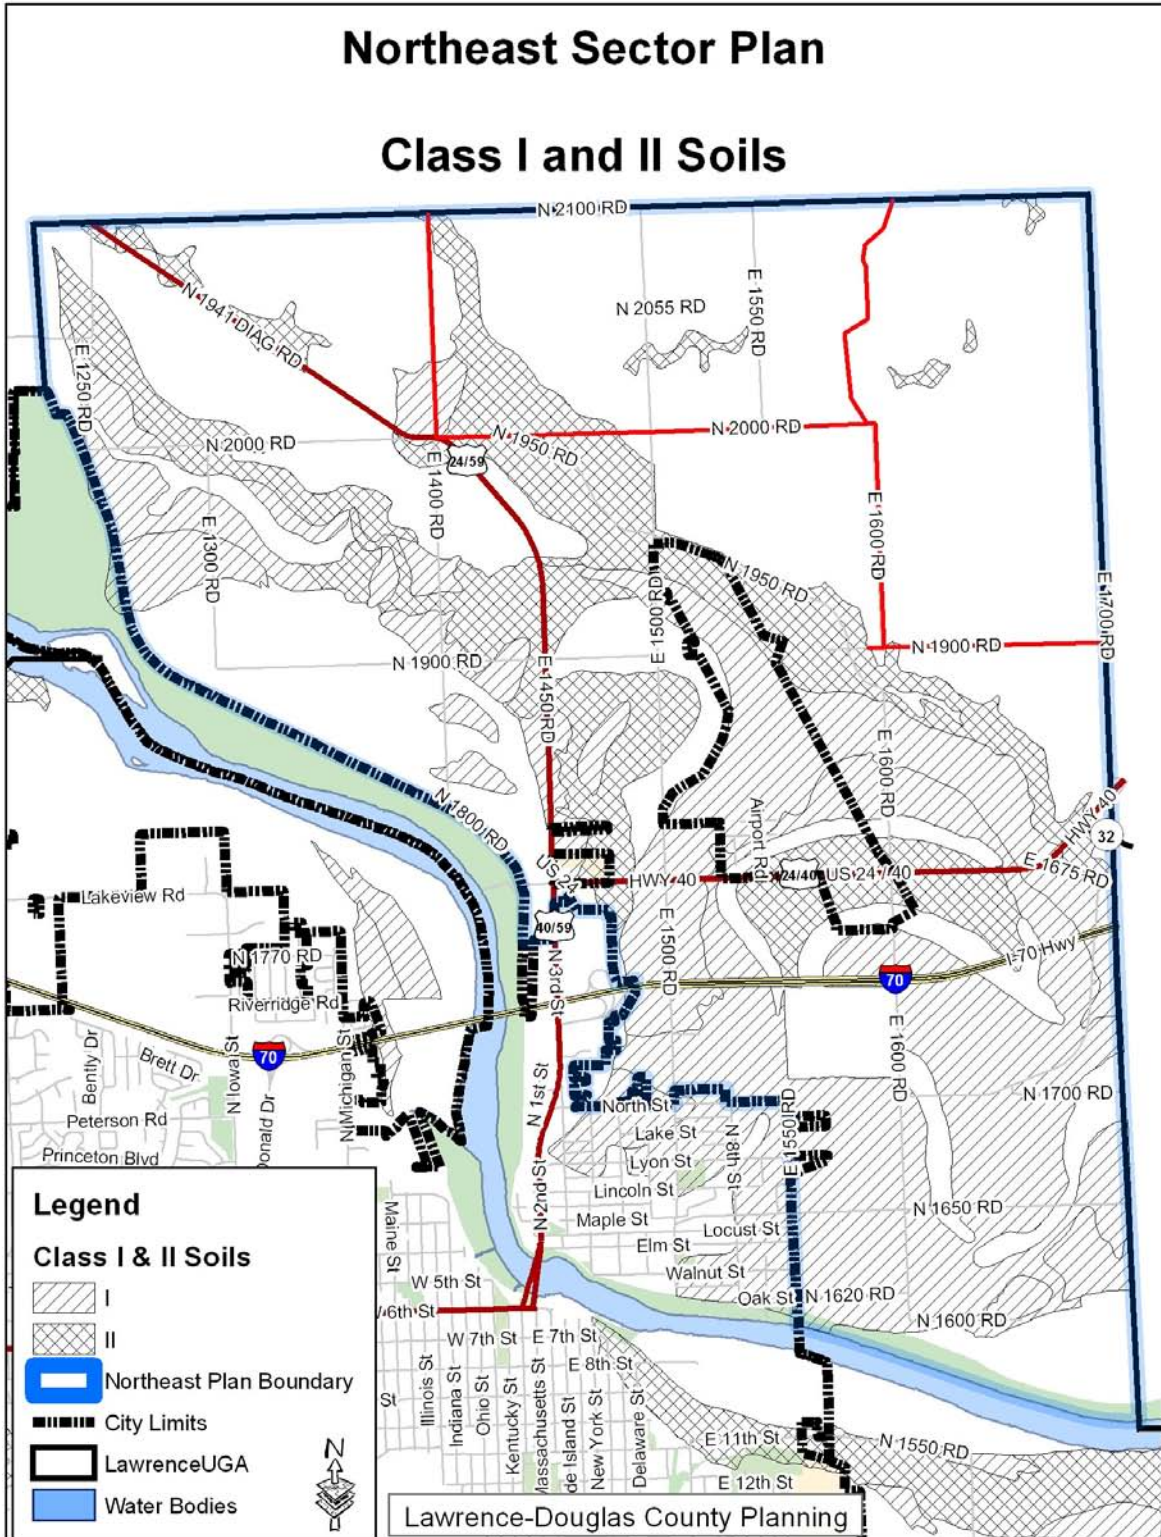 Northeast Sector Plan
Class I and II Soils
N 2100 RD
N 1941 DIAG RD
N 2055 RD
E 1550 RD
E 1250 RD
N 2000 RD
N 1950 RD
N 2000 RD
24/59
E 1400 RD
E 1300 RD
E 1600 RD
N 1950 RD
E 1500 RD
E 1700 RD
N 1900 RD
N 1900 RD
E 1450 RD
E 1600 RD
N 1800 RD
Airport Rd
HWY 40
32
US 24
HWY 40
24/40
US 24 / 40
E 1675 RD
Lakeview Rd
40/59
E 1500 RD
I-70 Hwy
N 1770 RD
N 3rd St
70
Riverridge Rd
70
Bently Dr
Brett Dr
N Iowa St
N Michigan St
E 1600 RD
N 1st St
N 1700 RD
Peterson Rd
North St
Princeton Blvd
Lake St
N 8th St
E 1550 RD
Lyon St
Lincoln St
N 2nd St
Maple St
Locust St
N 1650 RD
Maine St
Elm St
Walnut St
W 5th St
Oak St
N 1620 RD
6th St
N 1600 RD
W 7th St
E 7th St
E 8th St
St
Illinois St
Indiana St
Ohio St
Kentucky St
Massachusetts St
de Island St
New York St
Delaware St
E 11th St
N 1550 RD
E 12th St
Legend
Class I & II Soils
I
II
Northeast Plan Boundary
City Limits
LawrenceUGA
Water Bodies
N
Lawrence-Douglas County Planning